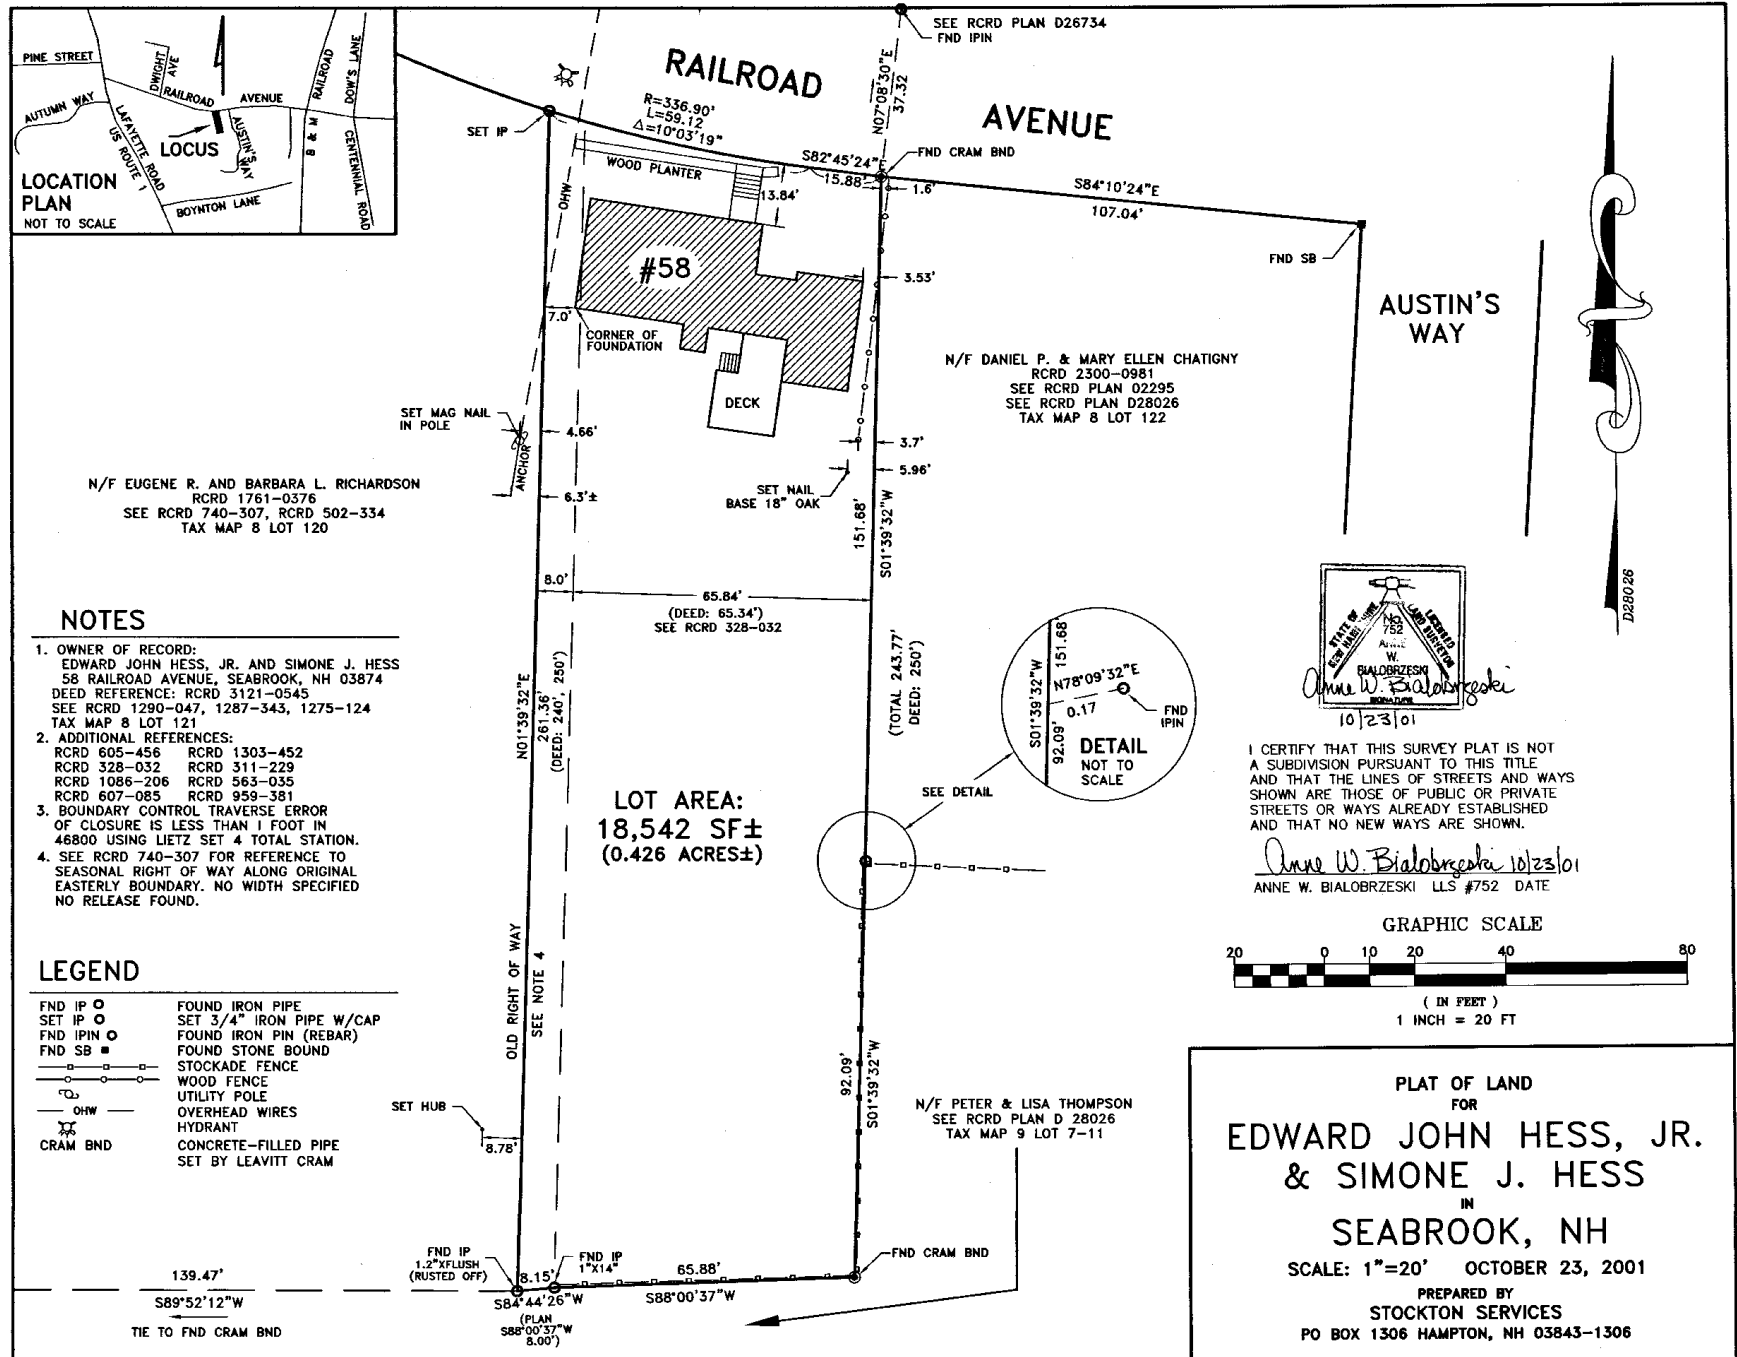 PINE STREET
DWIGHT
AVE
RAILROAD
AVENUE
RAILROAD
B & M
DOW'S LANE
CENTENNIAL ROAD
AUTUMN WAY
LAFAYETTE ROAD
US ROUTE 1
AUSTIN'S
WAY
LOCUS
BOYNTON LANE
LOCATION
PLAN
NOT TO SCALE
SEE RCRD PLAN D26734
FND IPIN
RAILROAD
AVENUE
N07°08'30"E
37.32
R=336.90'
L=59.12
Δ=10°03'19"
SET IP
WOOD PLANTER
OHW
S82°45'24"E
15.88'
FND CRAM BND
1.6'
13.84'
S84°10'24"E
107.04'
FND SB
#58
3.53'
7.0'
CORNER OF
FOUNDATION
DECK
AUSTIN'S
WAY
N/F DANIEL P. & MARY ELLEN CHATIGNY
RCRD 2300-0981
SEE RCRD PLAN 02295
SEE RCRD PLAN D28026
TAX MAP 8 LOT 122
SET MAG NAIL
IN POLE
4.66'
ANCHOR
6.3'±
3.7'
5.96'
SET NAIL
BASE 18" OAK
N/F EUGENE R. AND BARBARA L. RICHARDSON
RCRD 1761-0376
SEE RCRD 740-307, RCRD 502-334
TAX MAP 8 LOT 120
151.68'
S01°39'32"W
8.0'
65.84'
(DEED: 65.34')
SEE RCRD 328-032
D28026
NOTES
1. OWNER OF RECORD:
EDWARD JOHN HESS, JR. AND SIMONE J. HESS
58 RAILROAD AVENUE, SEABROOK, NH 03874
DEED REFERENCE: RCRD 3121-0545
SEE RCRD 1290-047, 1287-343, 1275-124
TAX MAP 8 LOT 121
2. ADDITIONAL REFERENCES:
RCRD 605-456 RCRD 1303-452
RCRD 328-032 RCRD 311-229
RCRD 1086-206 RCRD 563-035
RCRD 607-085 RCRD 959-381
3. BOUNDARY CONTROL TRAVERSE ERROR
OF CLOSURE IS LESS THAN 1 FOOT IN
46800 USING LIETZ SET 4 TOTAL STATION.
4. SEE RCRD 740-307 FOR REFERENCE TO
SEASONAL RIGHT OF WAY ALONG ORIGINAL
EASTERLY BOUNDARY. NO WIDTH SPECIFIED
NO RELEASE FOUND.
N01°39'32"E
261.36'
(DEED: 240', 250')
(TOTAL 243.77'
DEED: 250')
LOT AREA:
18,542 SF±
(0.426 ACRES±)
S01°39'32"W
151.68'
92.09'
N78°09'32"E
0.17
FND
IPIN
DETAIL
NOT TO
SCALE
SEE DETAIL
STATE OF
NEW HAMPSHIRE
LICENSED
LAND SURVEYOR
No.
752
ANNE
W.
BIALOBRZESKI
SIGNATURE
Anne W. Bialobrzeski
10/23/01
I CERTIFY THAT THIS SURVEY PLAT IS NOT
A SUBDIVISION PURSUANT TO THIS TITLE
AND THAT THE LINES OF STREETS AND WAYS
SHOWN ARE THOSE OF PUBLIC OR PRIVATE
STREETS OR WAYS ALREADY ESTABLISHED
AND THAT NO NEW WAYS ARE SHOWN.
Anne W. Bialobrzeski 10/23/01
ANNE W. BIALOBRZESKI LLS #752 DATE
GRAPHIC SCALE
20 0 10 20 40 80
( IN FEET )
1 INCH = 20 FT
OLD RIGHT OF WAY
SEE NOTE 4
LEGEND
FND IP FOUND IRON PIPE
SET IP SET 3/4" IRON PIPE W/CAP
FND IPIN FOUND IRON PIN (REBAR)
FND SB FOUND STONE BOUND
STOCKADE FENCE
WOOD FENCE
UTILITY POLE
OHW OVERHEAD WIRES
HYDRANT
CRAM BND CONCRETE-FILLED PIPE
SET BY LEAVITT CRAM
SET HUB
8.78'
92.09'
S01°39'32"W
N/F PETER & LISA THOMPSON
SEE RCRD PLAN D 28026
TAX MAP 9 LOT 7-11
FND IP
1.2"XFLUSH
(RUSTED OFF)
FND IP
1"X14"
FND CRAM BND
8.15'
65.88'
S84°44'26"W
S88°00'37"W
(PLAN
S88°00'37"W
8.00')
139.47'
S89°52'12"W
TIE TO FND CRAM BND
PLAT OF LAND
FOR
EDWARD JOHN HESS, JR.
& SIMONE J. HESS
IN
SEABROOK, NH
SCALE: 1"=20' OCTOBER 23, 2001
PREPARED BY
STOCKTON SERVICES
PO BOX 1306 HAMPTON, NH 03843-1306